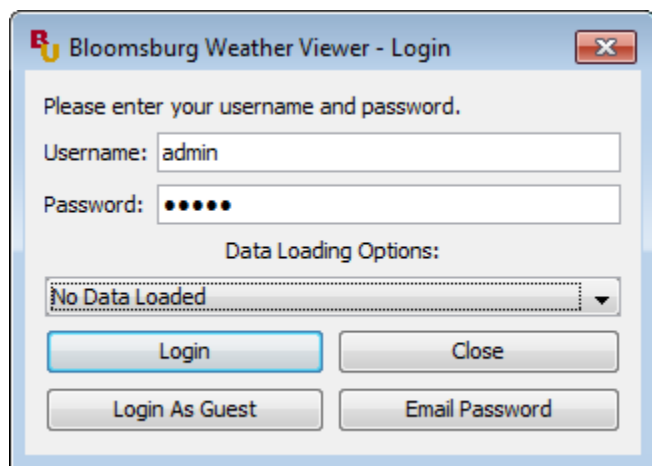 BU Bloomsburg Weather Viewer - Login
Please enter your username and password.
Username: admin
Password: •••••
Data Loading Options:
No Data Loaded
Login Close
Login As Guest Email Password